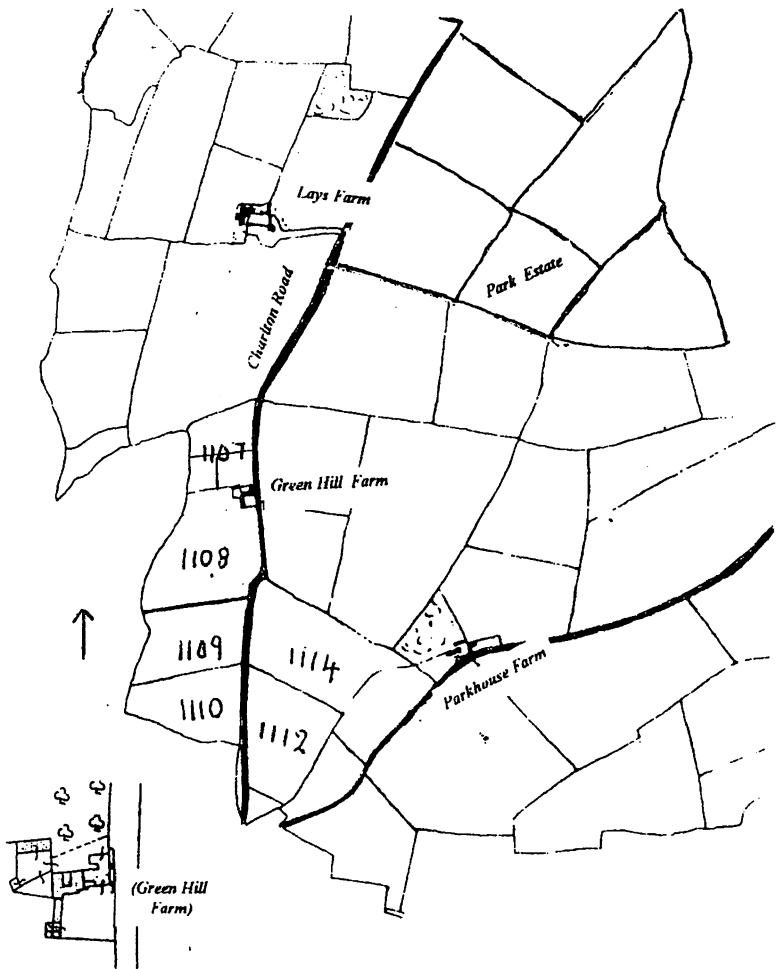 Lays Farm
Charlton Road
Park Estate
1107
Green Hill Farm
1108
1109
1114
Parkhouse Farm
1110
1112
(Green Hill
Farm)